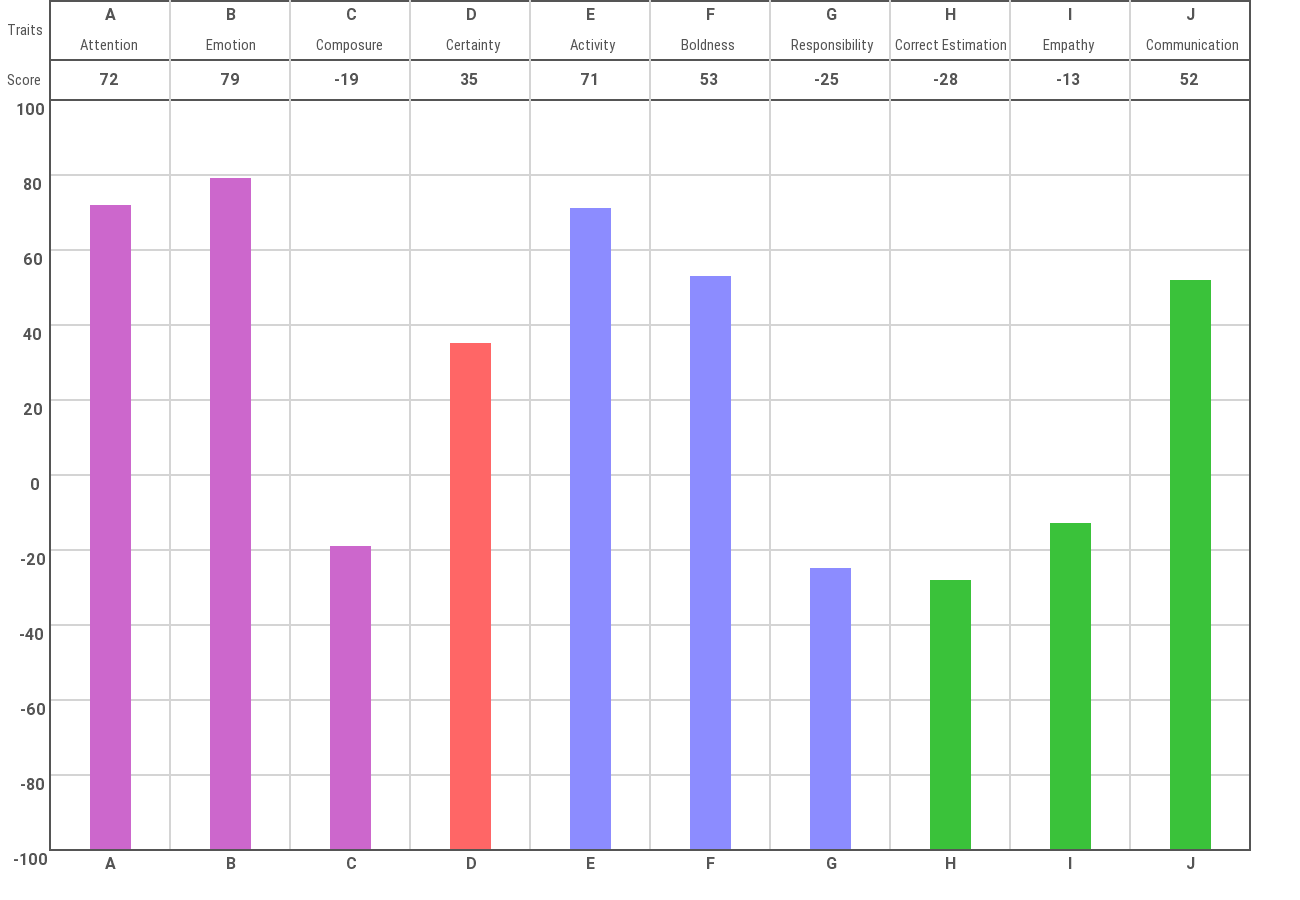 A B C D E F G H I J
Traits
Attention Emotion Composure Certainty Activity Boldness Responsibility Correct Estimation Empathy Communication
Score 72 79 -19 35 71 53 -25 -28 -13 52
100
80
60
40
20
0
-20
-40
-60
-80
-100
A B C D E F G H I J